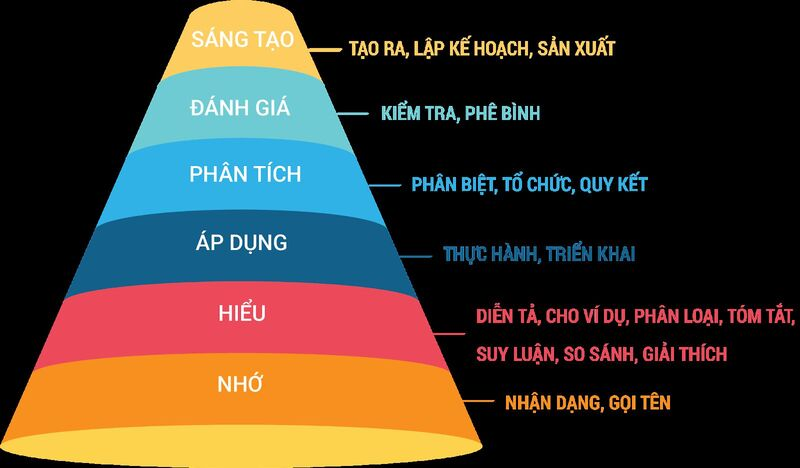 SÁNG TẠO
TẠO RA, LẬP KẾ HOẠCH, SẢN XUẤT
ĐÁNH GIÁ
KIỂM TRA, PHÊ BÌNH
PHÂN TÍCH
PHÂN BIỆT, TỔ CHỨC, QUY KẾT
ÁP DỤNG
THỰC HÀNH, TRIỂN KHAI
HIỂU
DIỄN TẢ, CHO VÍ DỤ, PHÂN LOẠI, TÓM TẮT,
SUY LUẬN, SO SÁNH, GIẢI THÍCH
NHỚ
NHẬN DẠNG, GỌI TÊN